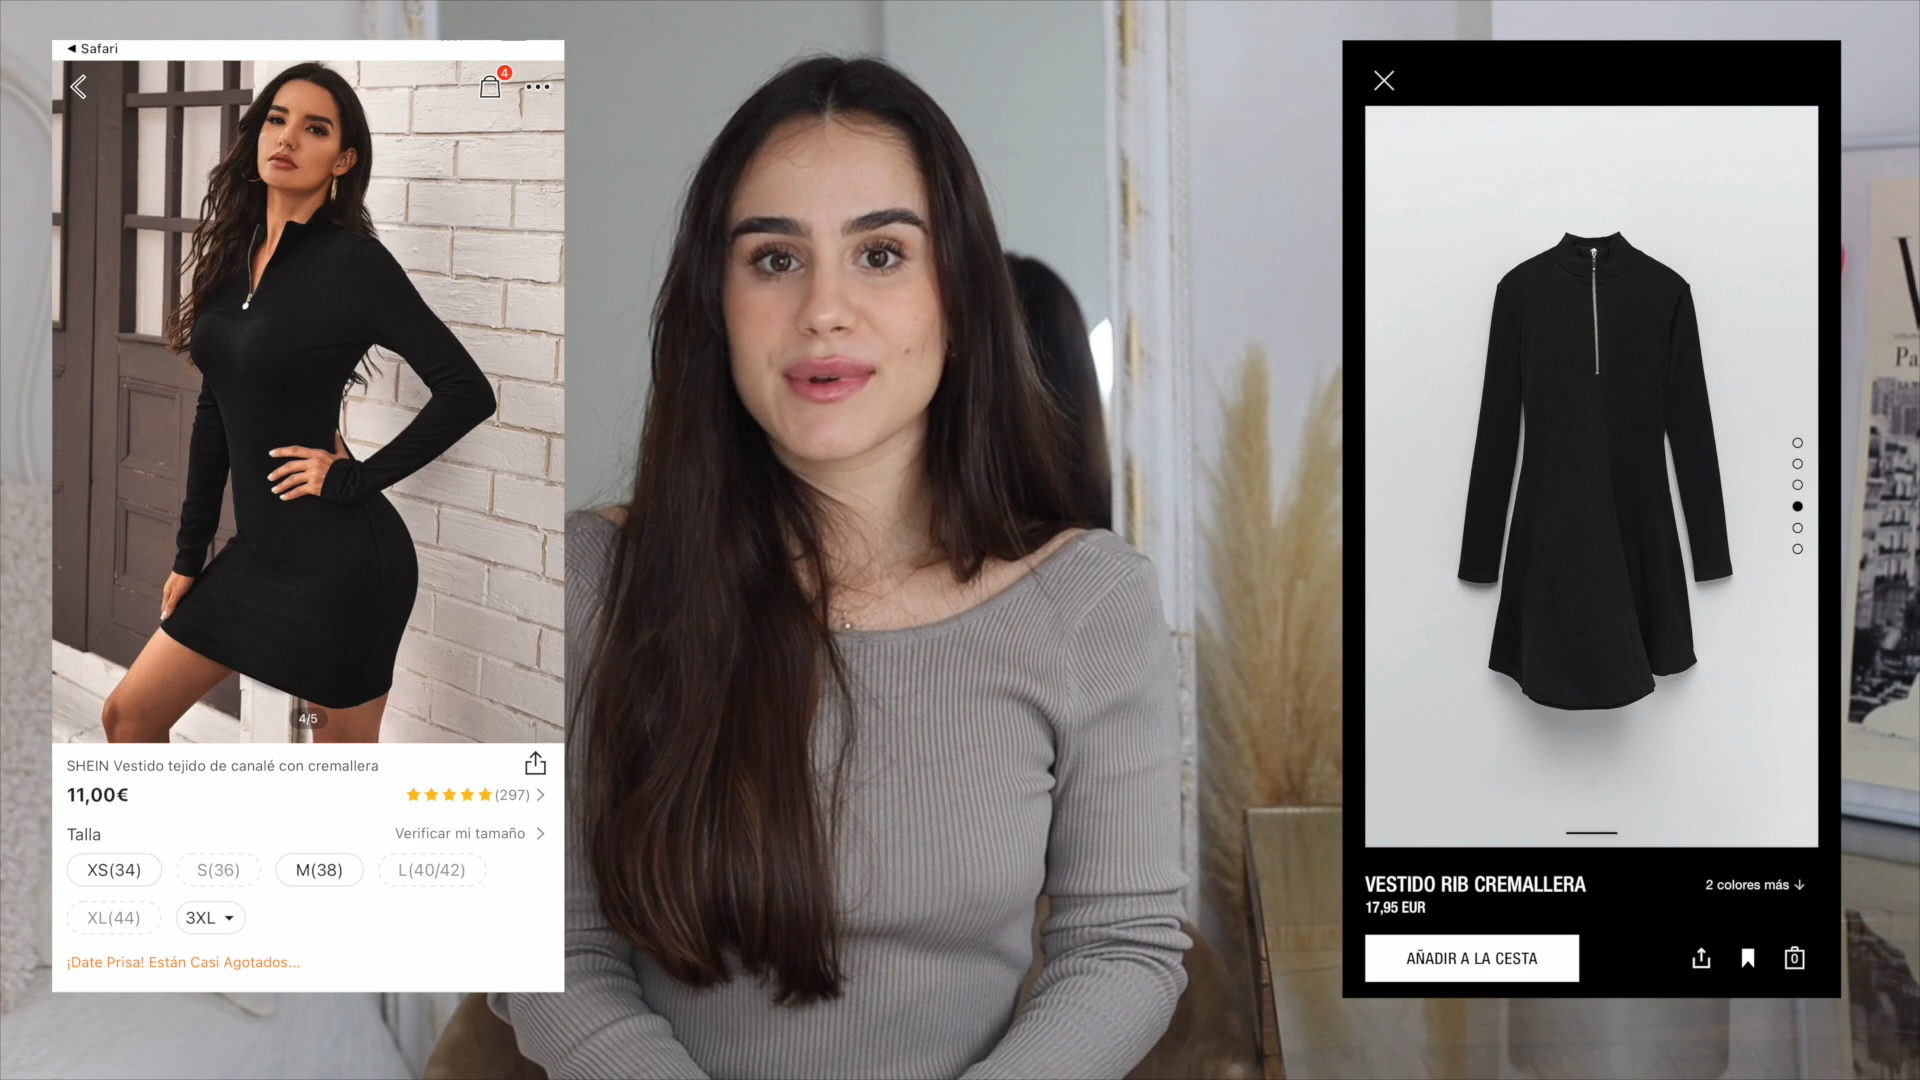 ◀ Safari
4
4/5
SHEIN Vestido tejido de canalé con cremallera
11,00€
(297)
Talla
Verificar mi tamaño
XS(34)
S(36)
M(38)
L(40/42)
XL(44)
3XL
¡Date Prisa! Están Casi Agotados...
VESTIDO RIB CREMALLERA
2 colores más ↓
17,95 EUR
AÑADIR A LA CESTA
0
V
Pa